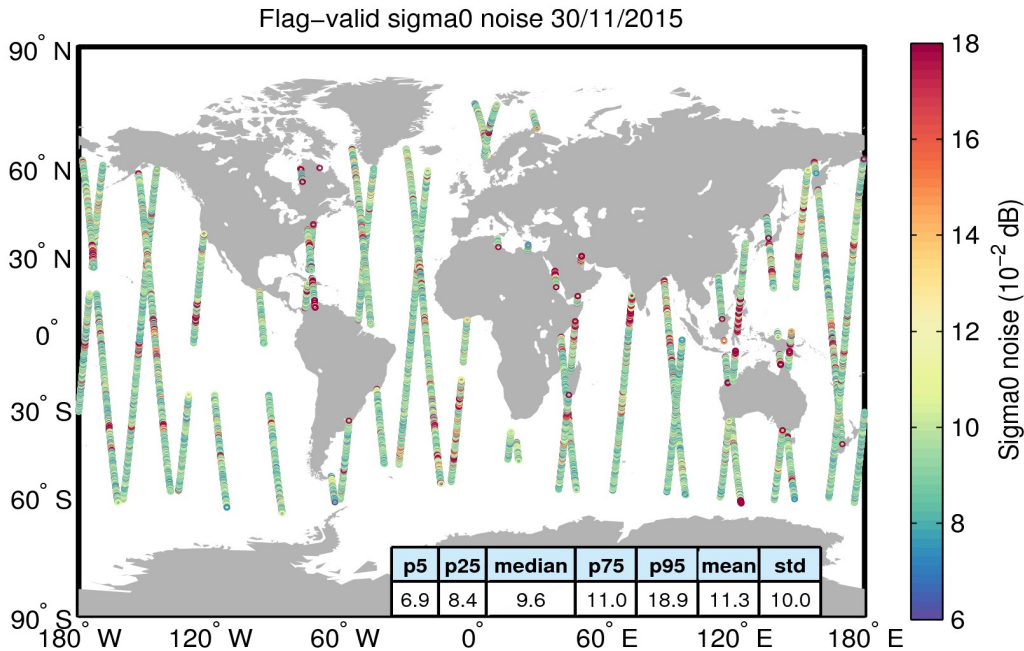 Flag−valid sigma0 noise 30/11/2015
90° N
60° N
30° N
0°
30° S
60° S
90° S
180° W 120° W 60° W 0° 60° E 120° E 180° E
p5 p25 median p75 p95 mean std
6.9 8.4 9.6 11.0 18.9 11.3 10.0
18
16
14
12
10
8
6
Sigma0 noise (10⁻² dB)